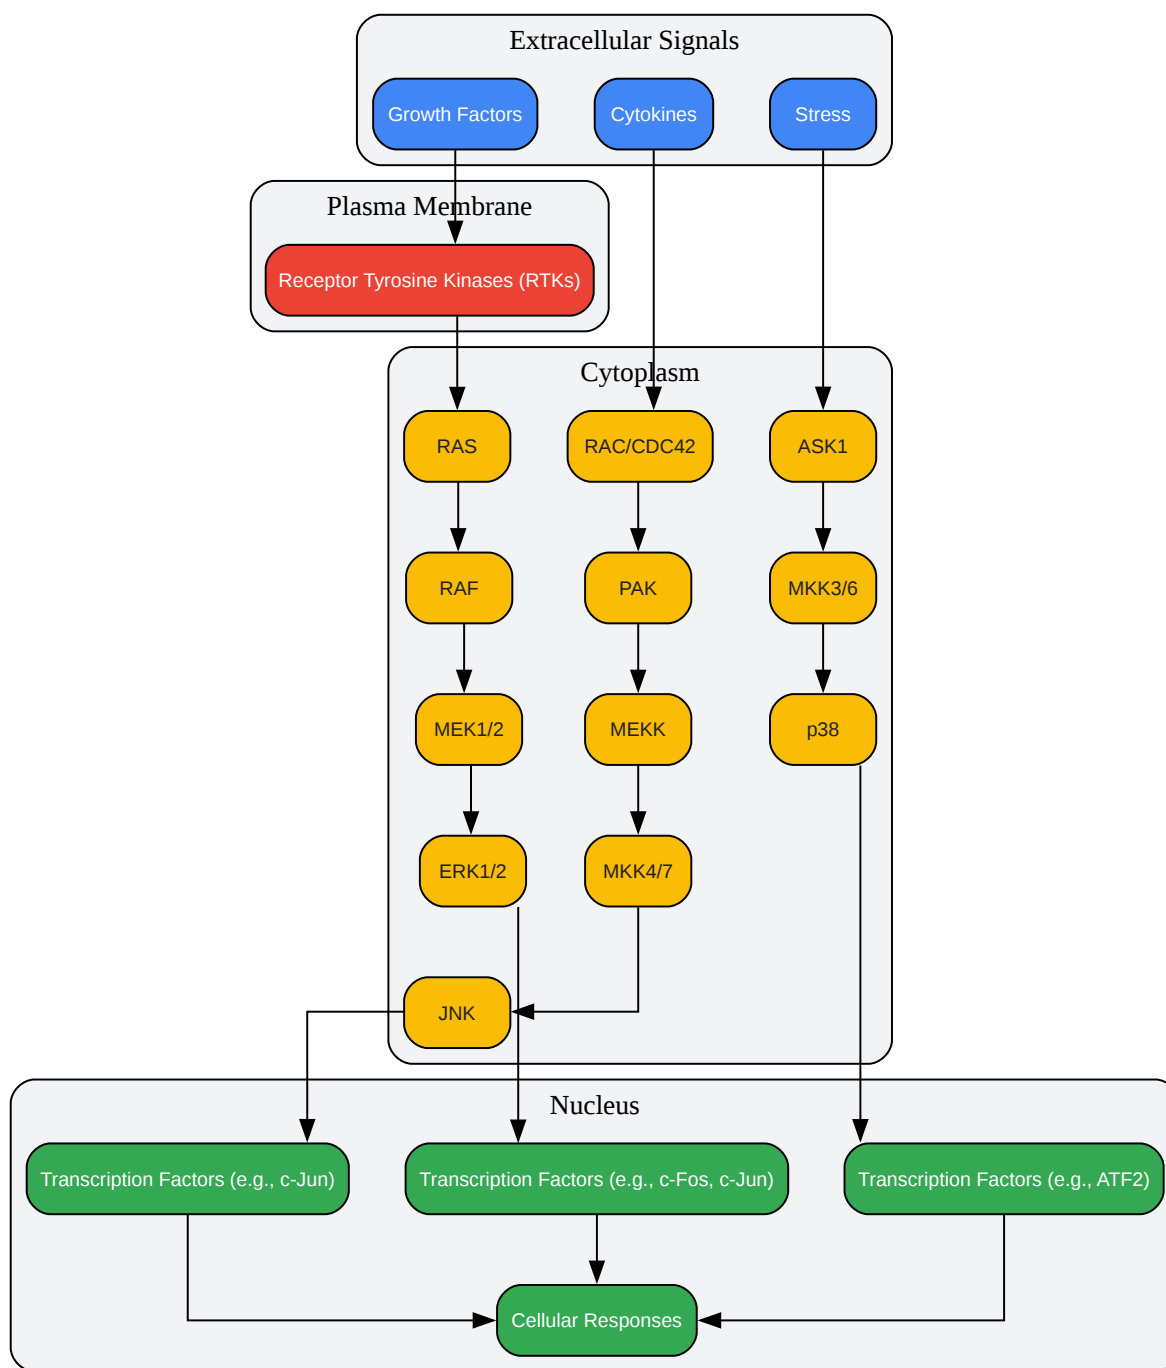 Extracellular Signals
Growth Factors
Cytokines
Stress
Plasma Membrane
Receptor Tyrosine Kinases (RTKs)
Cytoplasm
RAS
RAC/CDC42
ASK1
RAF
PAK
MKK3/6
MEK1/2
MEKK
p38
ERK1/2
MKK4/7
JNK
Nucleus
Transcription Factors (e.g., c-Jun)
Transcription Factors (e.g., c-Fos, c-Jun)
Transcription Factors (e.g., ATF2)
Cellular Responses